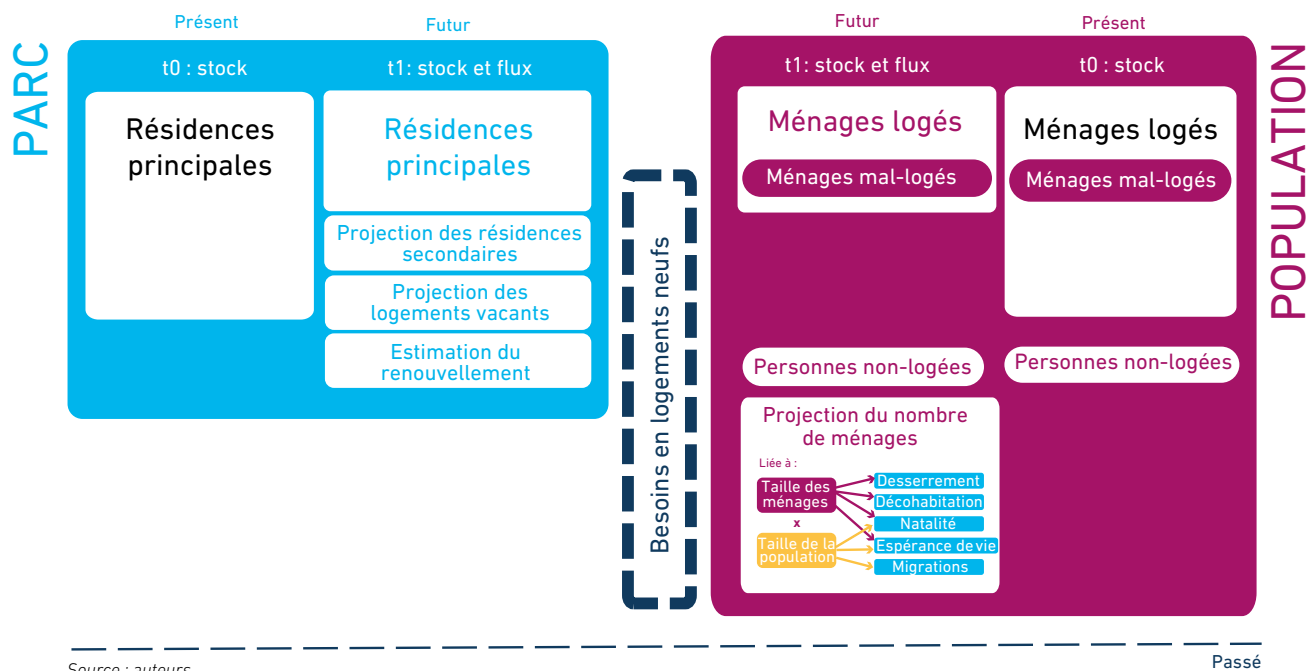 PARC
Présent
Futur
t0 : stock
t1: stock et flux
Résidences
principales
Résidences
principales
Projection des résidences
secondaires
Projection des
logements vacants
Estimation du
renouvellement
Besoins en logements neufs
Futur
Présent
t1: stock et flux
t0 : stock
Ménages logés
Ménages mal-logés
Ménages logés
Ménages mal-logés
Personnes non-logées
Personnes non-logées
Projection du nombre
de ménages
Liée à :
Taille des
ménages
x
Taille de la
population
Desserrement
Décohabitation
Natalité
Espérance de vie
Migrations
POPULATION
Passé
Source : auteurs